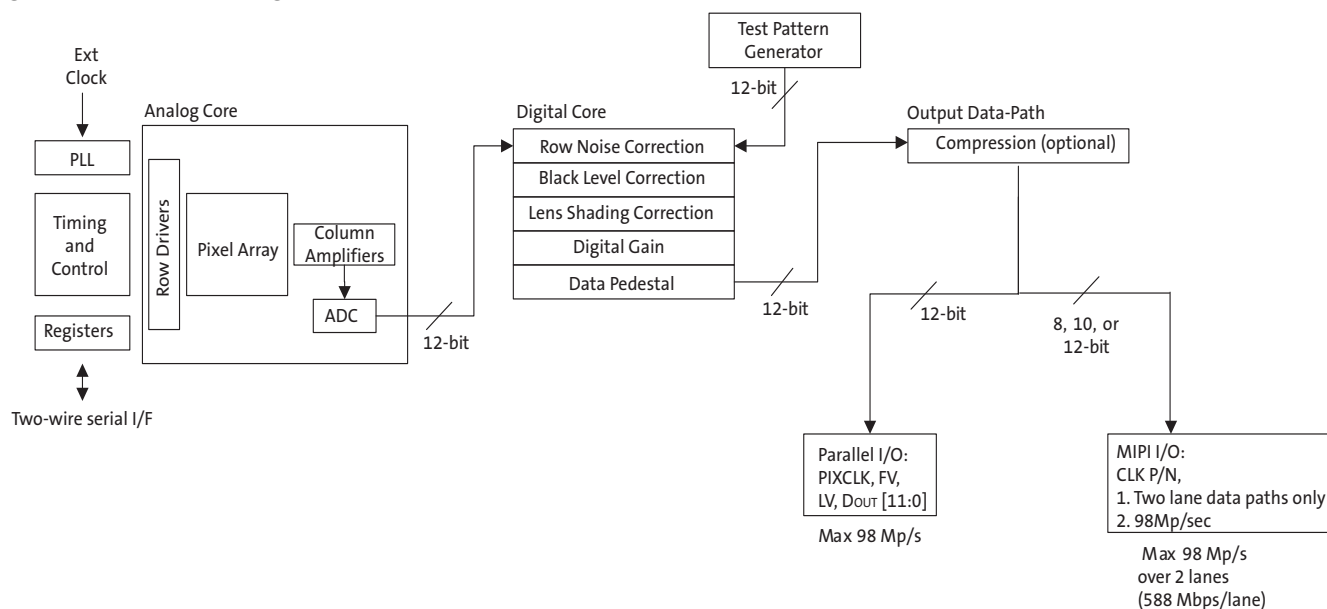 Test Pattern
Generator
12-bit
Ext
Clock
PLL
Timing
and
Control
Registers
Two-wire serial I/F
Analog Core
Row Drivers
Pixel Array
Column
Amplifiers
ADC
12-bit
Digital Core
Row Noise Correction
Black Level Correction
Lens Shading Correction
Digital Gain
Data Pedestal
12-bit
Output Data-Path
Compression (optional)
12-bit
8, 10, or
12-bit
Parallel I/O:
PIXCLK, FV,
LV, DOUT [11:0]
Max 98 Mp/s
MIPI I/O:
CLK P/N,
1. Two lane data paths only
2. 98Mp/sec
Max 98 Mp/s
over 2 lanes
(588 Mbps/lane)